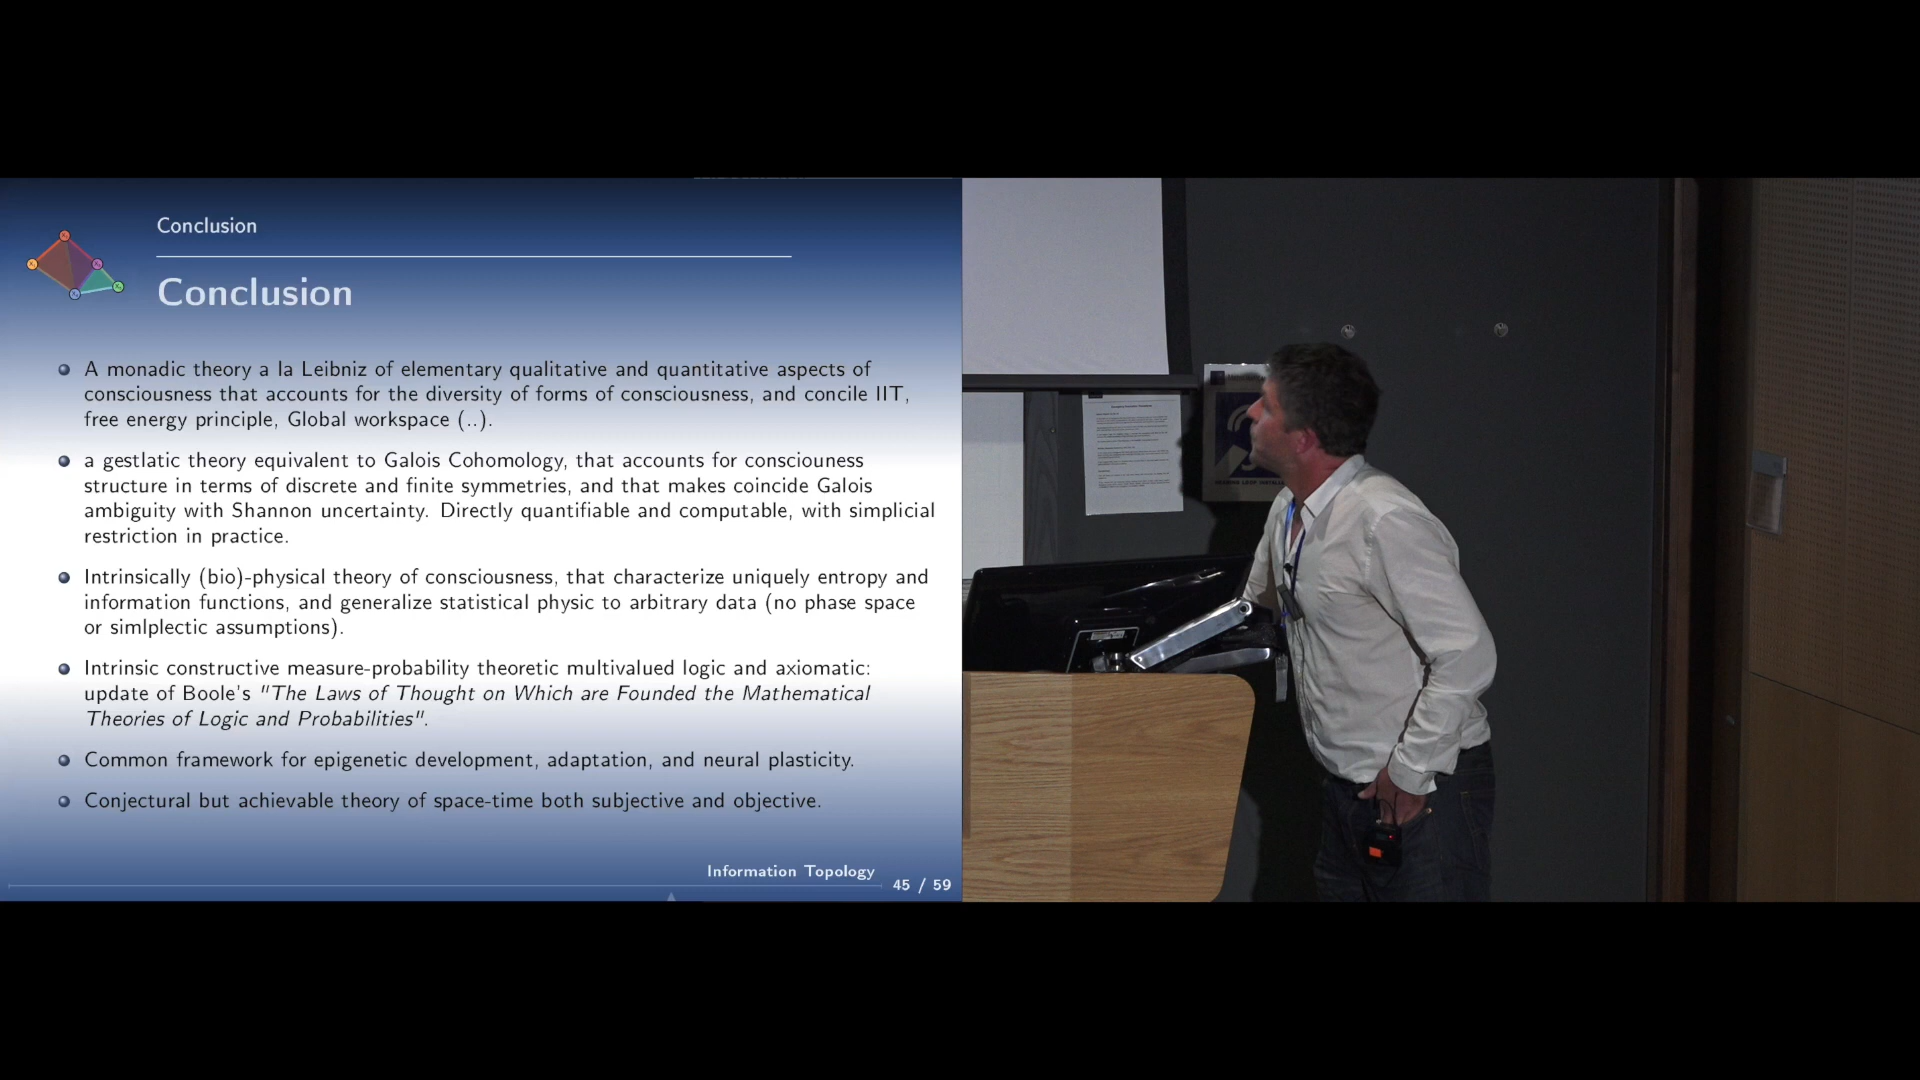 Conclusion
Conclusion
A monadic theory a la Leibniz of elementary qualitative and quantitative aspects of
consciousness that accounts for the diversity of forms of consciousness, and concile IIT,
free energy principle, Global workspace (..).
a gestlatic theory equivalent to Galois Cohomology, that accounts for consciouness
structure in terms of discrete and finite symmetries, and that makes coincide Galois
ambiguity with Shannon uncertainty. Directly quantifiable and computable, with simplicial
restriction in practice.
Intrinsically (bio)-physical theory of consciousness, that characterize uniquely entropy and
information functions, and generalize statistical physic to arbitrary data (no phase space
or simlplectic assumptions).
Intrinsic constructive measure-probability theoretic multivalued logic and axiomatic:
update of Boole's "The Laws of Thought on Which are Founded the Mathematical
Theories of Logic and Probabilities".
Common framework for epigenetic development, adaptation, and neural plasticity.
Conjectural but achievable theory of space-time both subjective and objective.
Information Topology
45 / 59